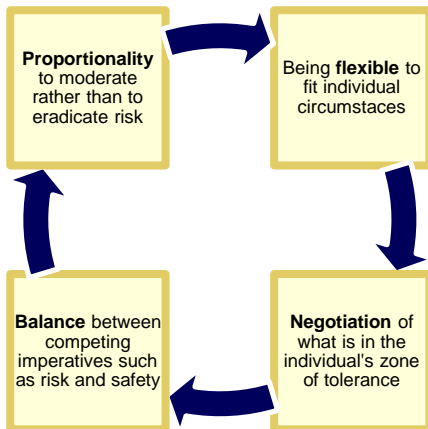 Proportionality
to moderate
rather than to
eradicate risk
Being flexible to
fit individual
circumstaces
Negotiation of
what is in the
individual's zone
of tolerance
Balance between
competing
imperatives such
as risk and safety